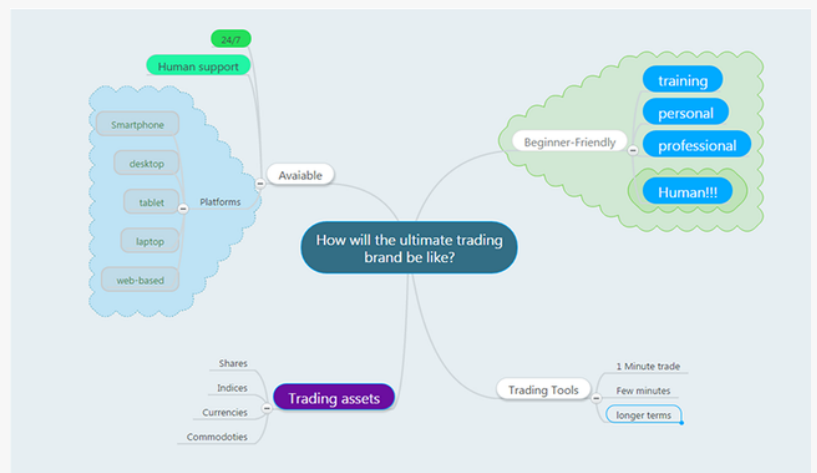 How will the ultimate trading
brand be like?
Avaiable
24/7
Human support
Platforms
Smartphone
desktop
tablet
laptop
web-based
Beginner-Friendly
training
personal
professional
Human!!!
Trading assets
Shares
Indices
Currencies
Commodoties
Trading Tools
1 Minute trade
Few minutes
longer terms